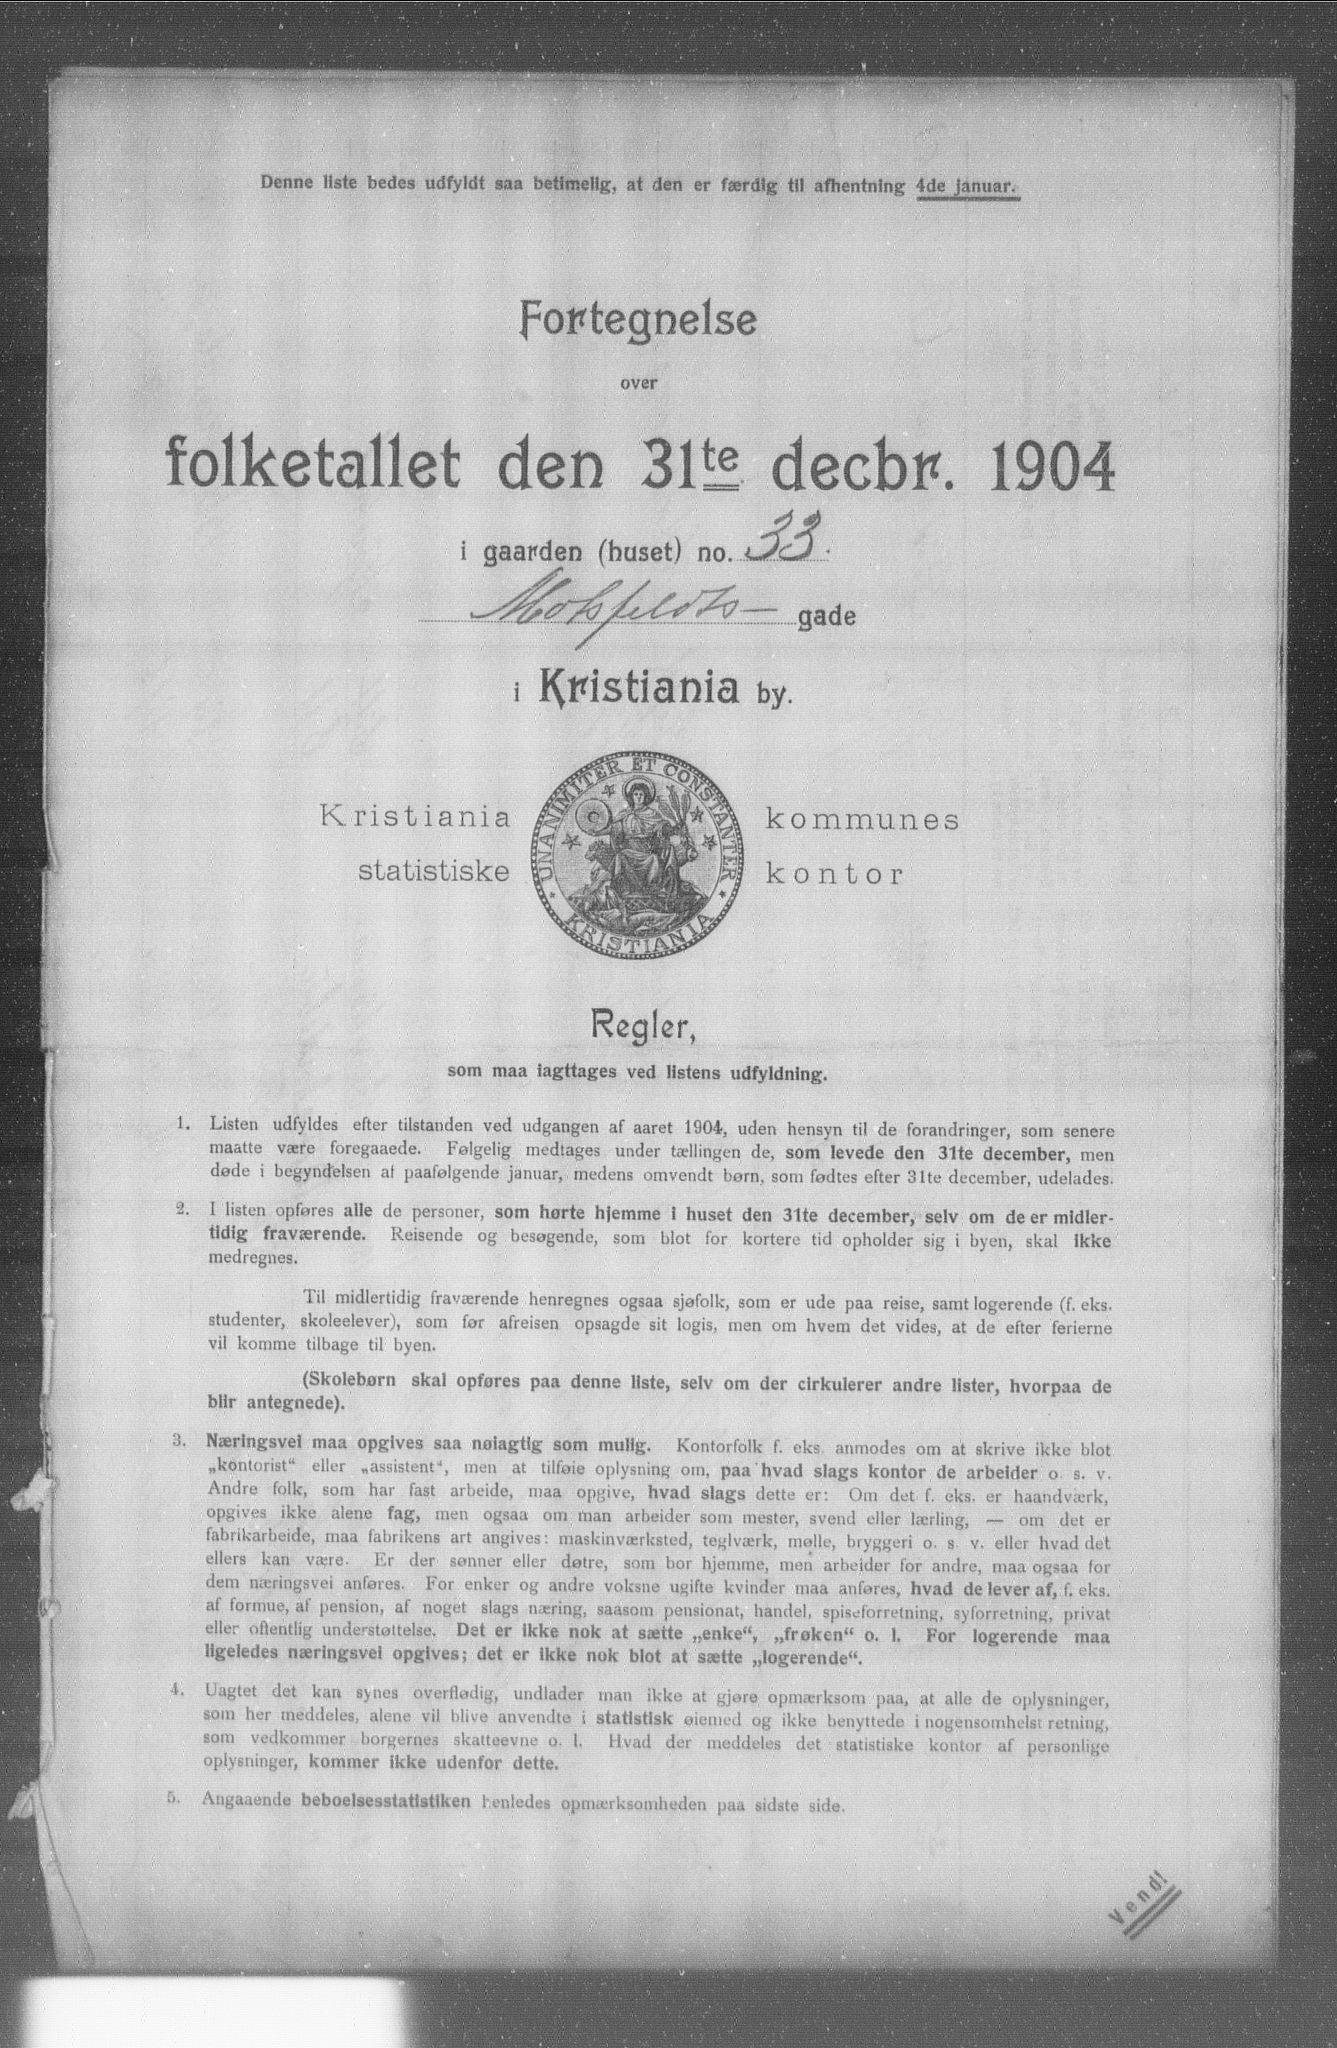 Denne liste bedes udfyldt saa betimelig, at den er færdig til afhentning 4de januar.
Fortegnelse
over
folketallet den 31te decbr. 1904
i gaarden (huset) no. 33.
Motsfeldts- gade
i Kristiania by.
UNANIMITER ET CONSTANTER
KRISTIANIA
Kristiania kommunes
statistiske kontor
Regler,
som maa iagttages ved listens udfyldning.
1. Listen udfyldes efter tilstanden ved udgangen af aaret 1904, uden hensyn til de forandringer, som senere
maatte være foregaaede. Følgelig medtages under tællingen de, som levede den 31te december, men
døde i begyndelsen af paafølgende januar, medens omvendt børn, som fødtes efter 31te december, udelades.
2. I listen opføres alle de personer, som hørte hjemme i huset den 31te december, selv om de er midler-
tidig fraværende. Reisende og besøgende, som blot for kortere tid opholder sig i byen, skal ikke
medregnes.
Til midlertidig fraværende henregnes ogsaa sjøfolk, som er ude paa reise, samt logerende (f. eks.
studenter, skoleelever), som før afreisen opsagde sit logis, men om hvem det vides, at de efter ferierne
vil komme tilbage til byen.
(Skolebørn skal opføres paa denne liste, selv om der cirkulerer andre lister, hvorpaa de
blir antegnede).
3. Næringsvei maa opgives saa nøiagtig som mulig. Kontorfolk f. eks. anmodes om at skrive ikke blot
„kontorist“ eller „assistent“, men at tilføie oplysning om, paa hvad slags kontor de arbeider o. s. v.
Andre folk, som har fast arbeide, maa opgive, hvad slags dette er: Om det f. eks. er haandværk,
opgives ikke alene fag, men ogsaa om man arbeider som mester, svend eller lærling, — om det er
fabrikarbeide, maa fabrikens art angives: maskinværksted, teglværk, mølle, bryggeri o. s. v. eller hvad det
ellers kan være. Er der sønner eller døtre, som bor hjemme, men arbeider for andre, maa ogsaa for
dem næringsvei anføres. For enker og andre voksne ugifte kvinder maa anføres, hvad de lever af, f. eks.
af formue, af pension, af noget slags næring, saasom pensionat, handel, spiseforretning, syforretning, privat
eller offentlig understøttelse. Det er ikke nok at sætte „enke“, „frøken“ o. l. For logerende maa
ligeledes næringsvei opgives; det er ikke nok blot at sætte „logerende“.
4. Uagtet det kan synes overflødig, undlader man ikke at gjøre opmærksom paa, at alle de oplysninger,
som her meddeles, alene vil blive anvendte i statistisk øiemed og ikke benyttede i nogensomhelst retning,
som vedkommer borgernes skatteevne o. l. Hvad der meddeles det statistiske kontor af personlige
oplysninger, kommer ikke udenfor dette.
5. Angaaende beboelsesstatistiken henledes opmærksomheden paa sidste side.
Vend!